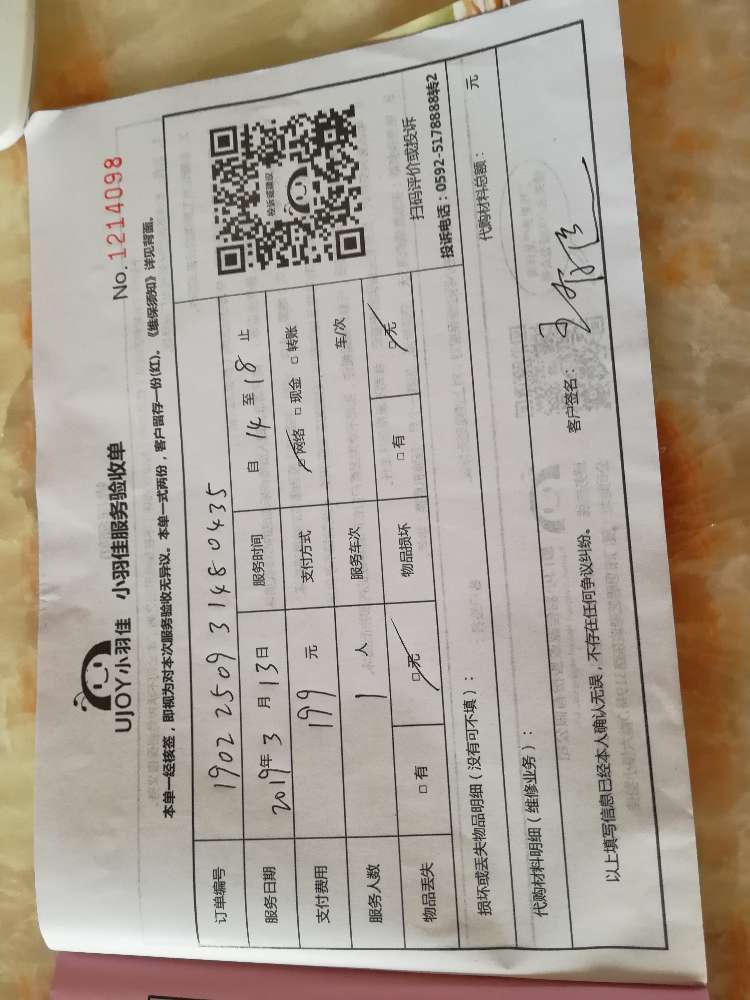 UJOY小羽佳 小羽佳服务验收单
No. 1214098
本单一经核签，即视为对本次服务验收无异议。本单一式两份，客户留存一份(红)。《维保须知》详见背面。
订单编号 1902 2509 3148 0435
服务日期 2019年3月13日 服务时间 自 14 至 18 止
支付费用 199 元 支付方式 □网络 □现金 □转账
服务人数 1 人 服务车次 车/次
物品丢失 □有 □无 物品损坏 □有 □无
投诉或建议
扫码评价或投诉
投诉电话：0592-5178888转2
损坏或丢失物品明细（没有可不填）：
代购材料明细（维修业务）： 代购材料总额： 元
以上填写信息已经本人确认无误，不存在任何争议纠纷。
客户签名：